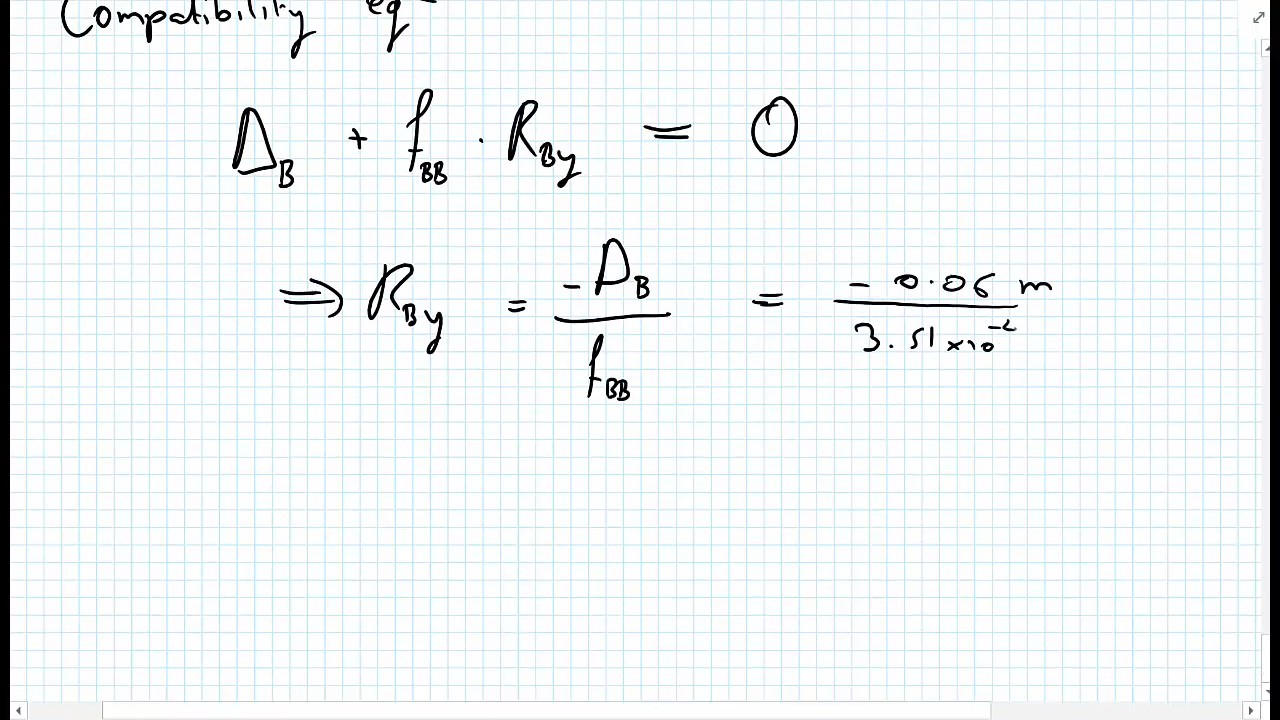 Compatibility eq
Δ_B + f_BB · R_By = 0
⇒ R_By = -Δ_B / f_BB = - 0.06 m / 3.51×10⁻²